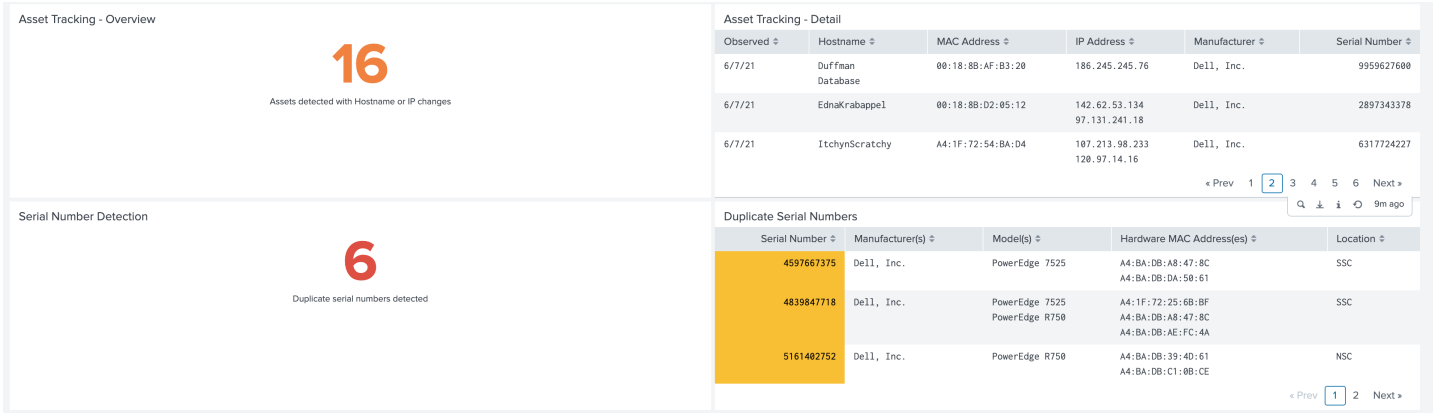 Asset Tracking - Overview
16
Assets detected with Hostname or IP changes
Asset Tracking - Detail
Observed Hostname MAC Address IP Address Manufacturer Serial Number
6/7/21 Duffman 00:18:8B:AF:B3:20 186.245.245.76 Dell, Inc. 9959627600
Database
6/7/21 EdnaKrabappel 00:18:8B:D2:05:12 142.62.53.134 Dell, Inc. 2897343378
97.131.241.18
6/7/21 ItchynScratchy A4:1F:72:54:BA:D4 107.213.98.233 Dell, Inc. 6317724227
120.97.14.16
« Prev 1 2 3 4 5 6 Next »
9m ago
Serial Number Detection
6
Duplicate serial numbers detected
Duplicate Serial Numbers
Serial Number Manufacturer(s) Model(s) Hardware MAC Address(es) Location
4597667375 Dell, Inc. PowerEdge 7525 A4:BA:DB:A8:47:8C SSC
A4:BA:DB:DA:50:61
4839847718 Dell, Inc. PowerEdge 7525 A4:1F:72:25:6B:BF SSC
PowerEdge R750 A4:BA:DB:A8:47:8C
A4:BA:DB:AE:FC:4A
5161402752 Dell, Inc. PowerEdge R750 A4:BA:DB:39:4D:61 NSC
A4:BA:DB:C1:0B:CE
« Prev 1 2 Next »